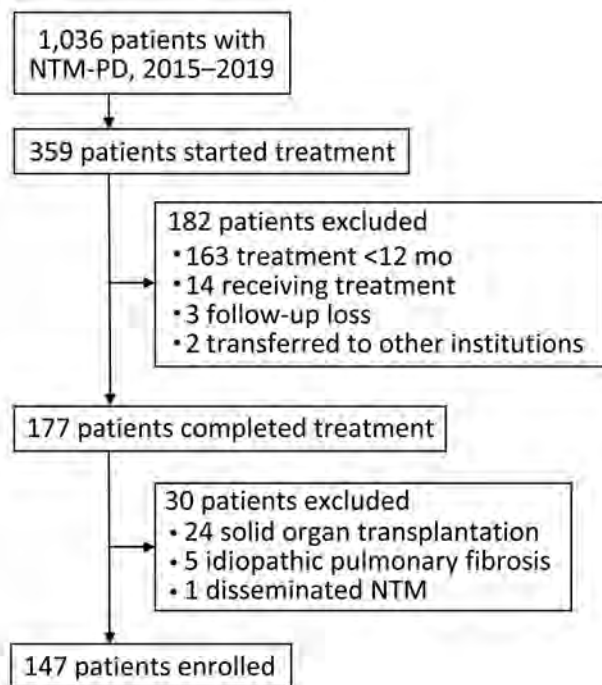 1,036 patients with
NTM-PD, 2015–2019
359 patients started treatment
182 patients excluded
• 163 treatment <12 mo
• 14 receiving treatment
• 3 follow-up loss
• 2 transferred to other institutions
177 patients completed treatment
30 patients excluded
• 24 solid organ transplantation
• 5 idiopathic pulmonary fibrosis
• 1 disseminated NTM
147 patients enrolled